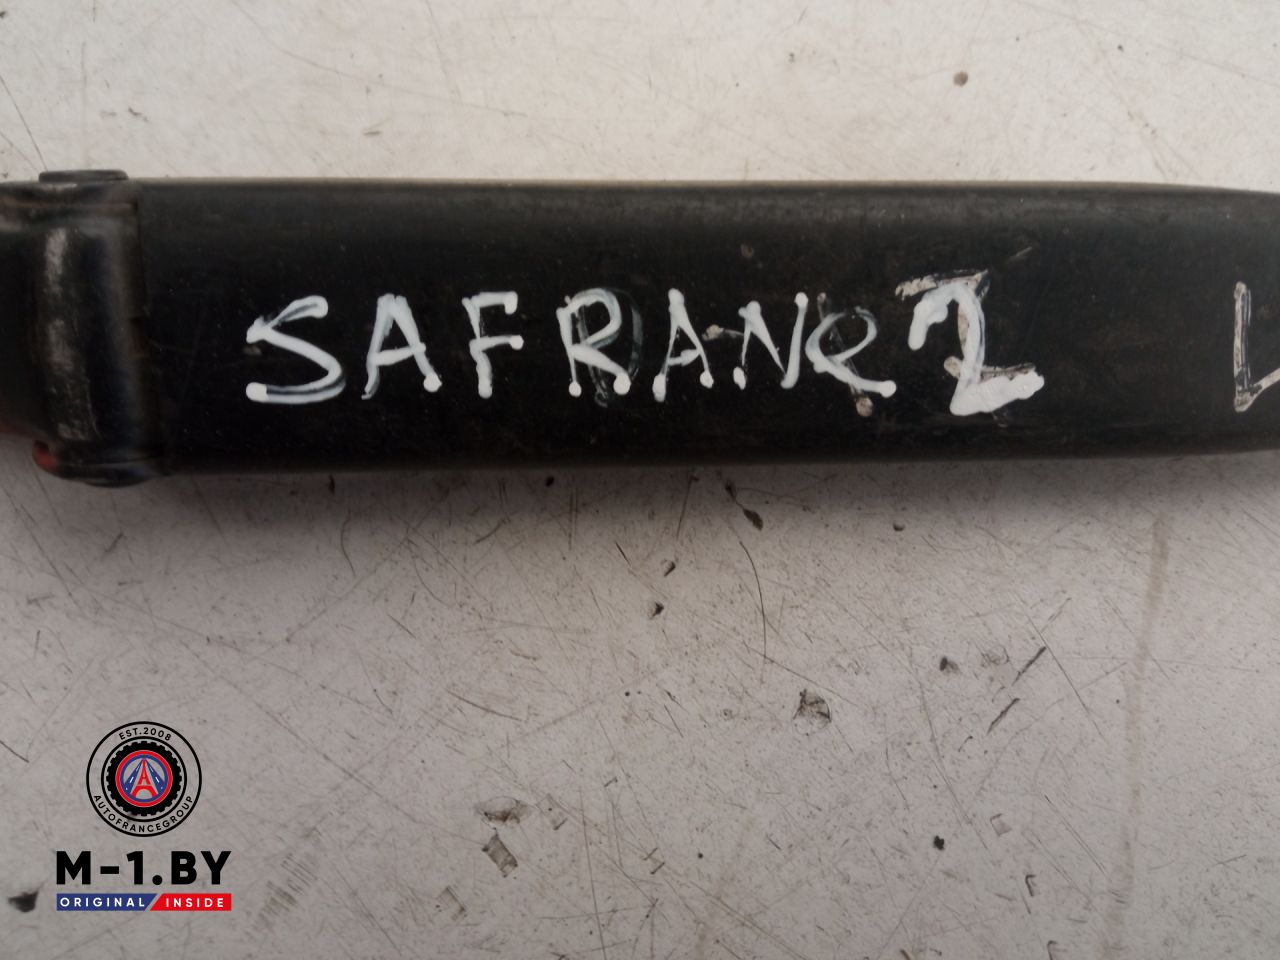 SAFRANE 2 L
EST.2008
AUTOFRANCEGROUP
M-1.BY
ORIGINAL INSIDE